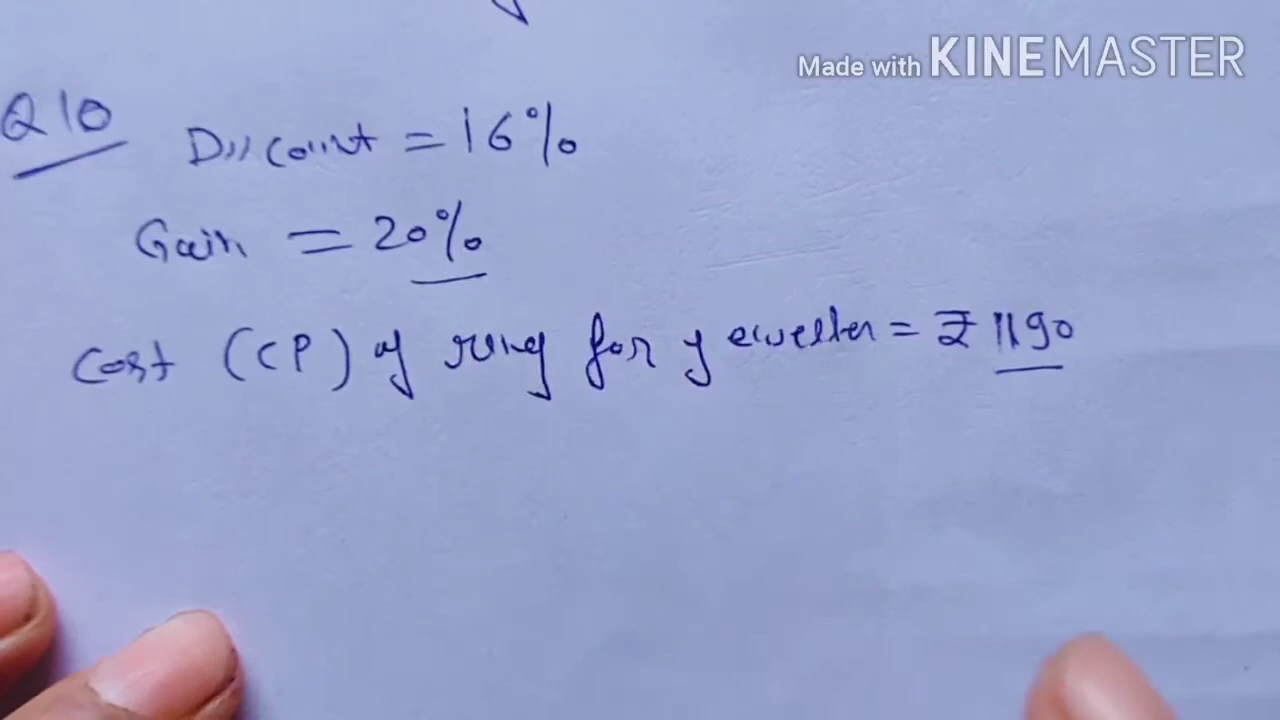 Made with KINEMASTER
Q10
Discount = 16%
Gain = 20%
Cost (CP) of ring for jeweller = ₹ 1190